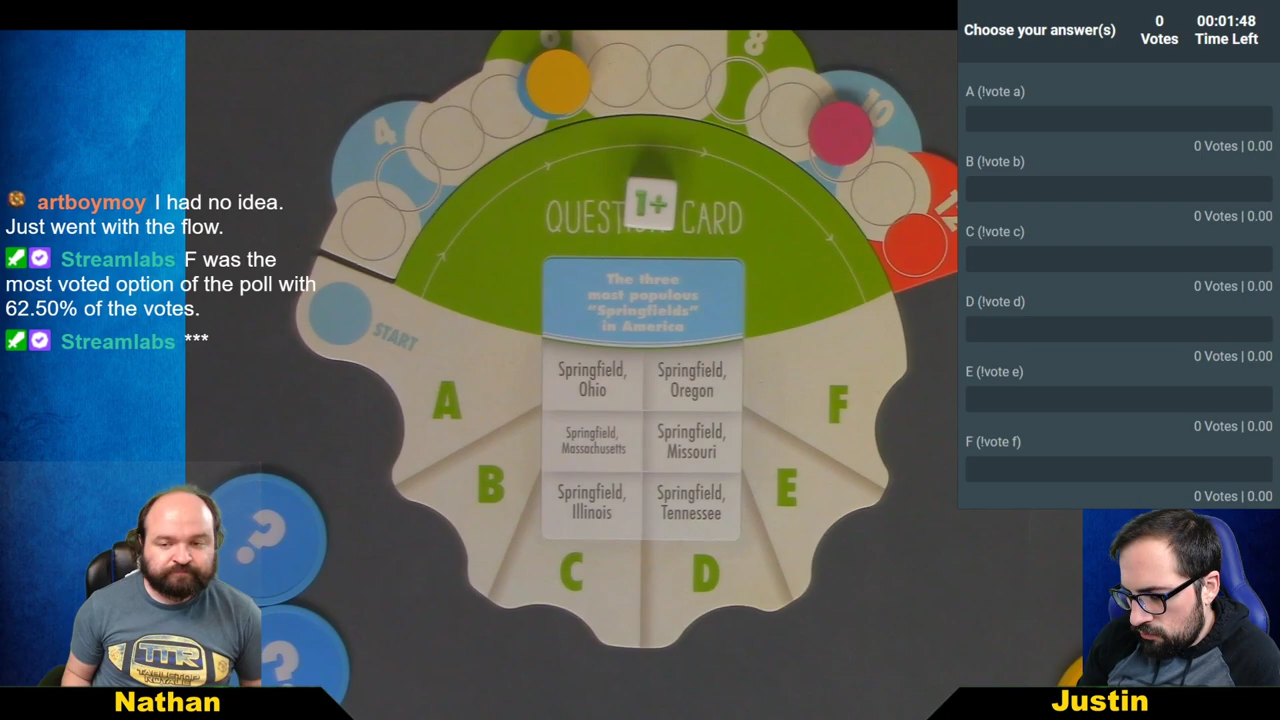 artboymoy I had no idea.
Just went with the flow.
Streamlabs F was the
most voted option of the poll with
62.50% of the votes.
Streamlabs ***
Choose your answer(s)
0
Votes
00:01:48
Time Left
A (!vote a)
0 Votes | 0.00
B (!vote b)
0 Votes | 0.00
C (!vote c)
0 Votes | 0.00
D (!vote d)
0 Votes | 0.00
E (!vote e)
0 Votes | 0.00
F (!vote f)
0 Votes | 0.00
4
6
8
10
12
START
1+
CARD
The three
most populous
"Springfields"
in America
Springfield,
Ohio
Springfield,
Oregon
Springfield,
Massachusetts
Springfield,
Missouri
Springfield,
Illinois
Springfield,
Tennessee
A
B
C
D
E
F
?
?
TTR
TABLETOP
ROYALE
Nathan
Justin